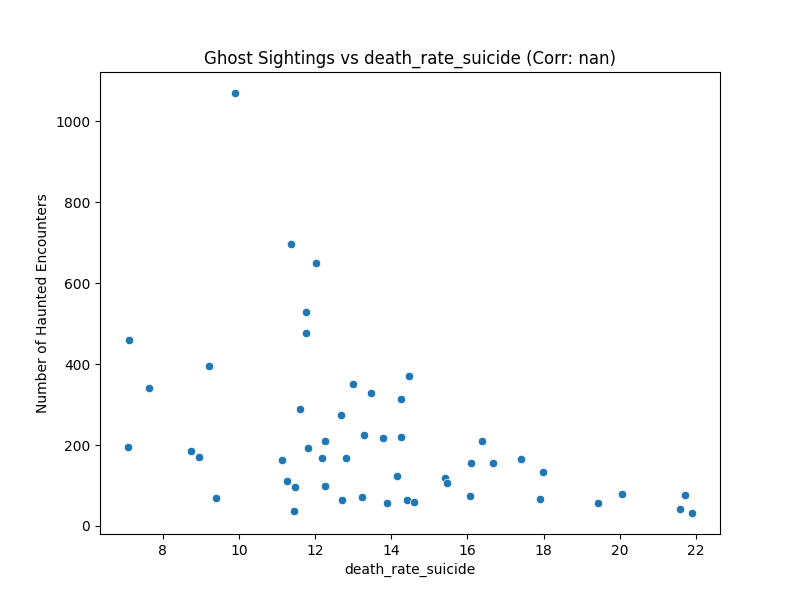 Ghost Sightings vs death_rate_suicide (Corr: nan)
1000
800
600
400
200
0
Number of Haunted Encounters
8 10 12 14 16 18 20 22
death_rate_suicide